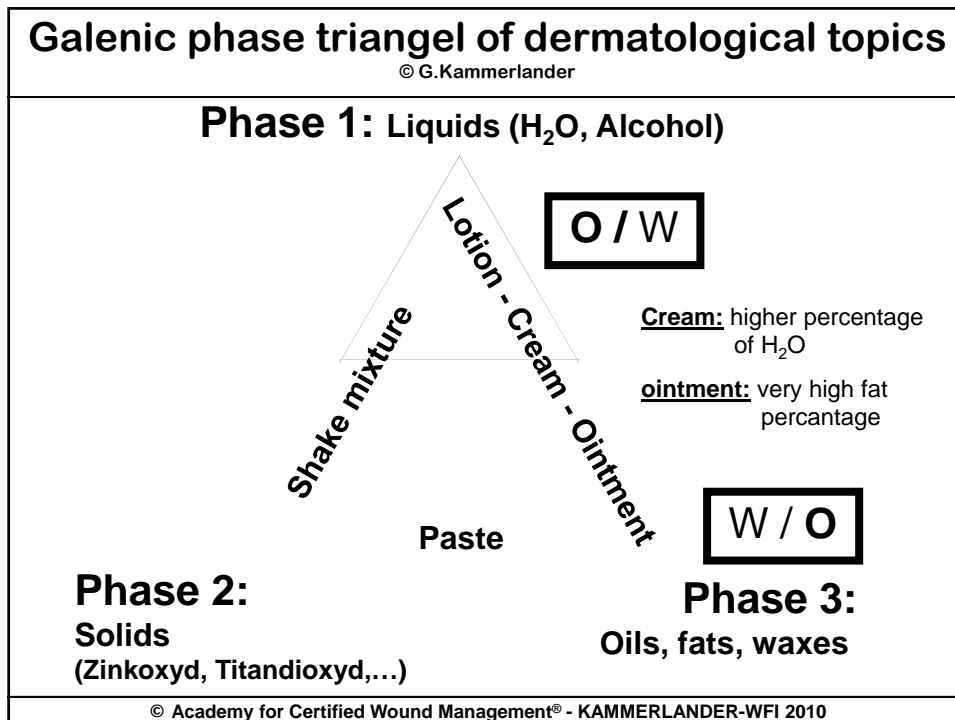 Galenic phase triangel of dermatological topics
© G.Kammerlander
Phase 1: Liquids (H₂O, Alcohol)
O / W
Lotion - Cream - Ointment
Shake mixture
Cream: higher percentage
of H₂O
ointment: very high fat
percantage
Paste
W / O
Phase 2:
Solids
(Zinkoxyd, Titandioxyd,…)
Phase 3:
Oils, fats, waxes
© Academy for Certified Wound Management® - KAMMERLANDER-WFI 2010